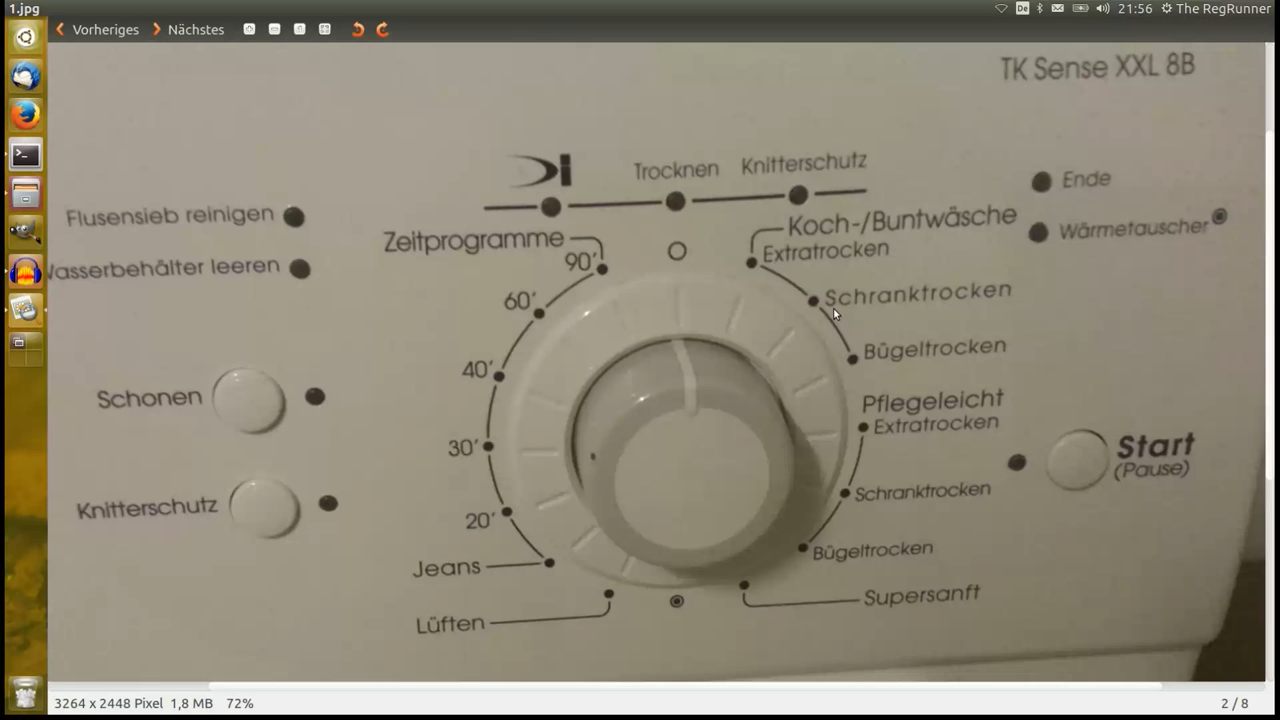 1.jpg
De
21:56
The RegRunner
Vorheriges
Nächstes
TK Sense XXL 8B
Trocknen
Knitterschutz
Ende
Flusensieb reinigen
Zeitprogramme
Koch-/Buntwäsche
Wärmetauscher
Wasserbehälter leeren
90'
Extratrocken
60'
Schranktrocken
40'
Bügeltrocken
Schonen
Pflegeleicht
Extratrocken
30'
Start
(Pause)
Knitterschutz
20'
Schranktrocken
Jeans
Bügeltrocken
Lüften
Supersanft
3264 x 2448 Pixel
1,8 MB
72%
2 / 8